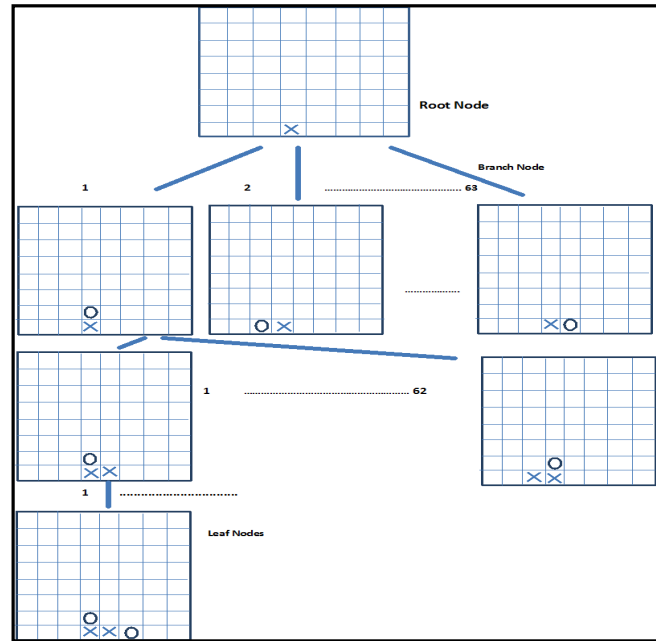 Root Node
Branch Node
1 2 ................................................ 63
...................
1 .......................................................... 62
1 .................................
Leaf Nodes